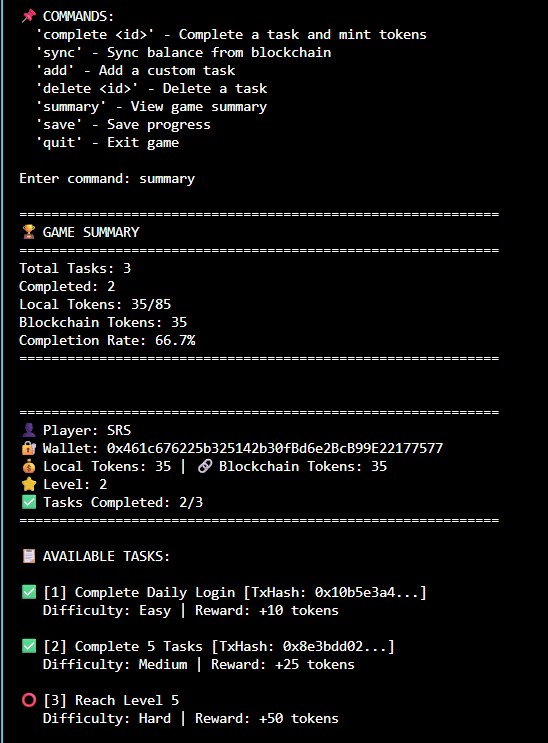 📌 COMMANDS:
'complete <id>' - Complete a task and mint tokens
'sync' - Sync balance from blockchain
'add' - Add a custom task
'delete <id>' - Delete a task
'summary' - View game summary
'save' - Save progress
'quit' - Exit game
Enter command: summary
============================================================
🏆 GAME SUMMARY
============================================================
Total Tasks: 3
Completed: 2
Local Tokens: 35/85
Blockchain Tokens: 35
Completion Rate: 66.7%
============================================================
============================================================
👤 Player: SRS
🔐 Wallet: 0x461c676225b325142b30fBd6e2BcB99E22177577
💰 Local Tokens: 35 | 🔗 Blockchain Tokens: 35
⭐ Level: 2
✅ Tasks Completed: 2/3
============================================================
📋 AVAILABLE TASKS:
✅ [1] Complete Daily Login [TxHash: 0x10b5e3a4...]
Difficulty: Easy | Reward: +10 tokens
✅ [2] Complete 5 Tasks [TxHash: 0x8e3bdd02...]
Difficulty: Medium | Reward: +25 tokens
⭕ [3] Reach Level 5
Difficulty: Hard | Reward: +50 tokens